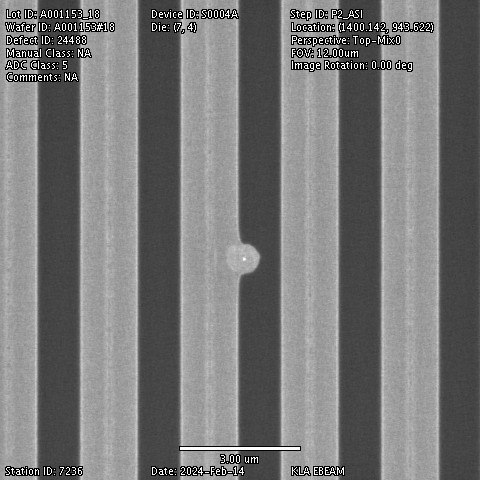 Lot ID: A001153_18
Wafer ID: A001153#18
Defect ID: 24488
Manual Class: NA
ADC Class: 5
Comments: NA
Device ID: S0004A
Die: (7, 4)
Step ID: P2_ASI
Location: (1400.142, 943.622)
Perspective: Top-Mix0
FOV: 12.00um
Image Rotation: 0.00 deg
3.00 um
Station ID: 7236
Date: 2024-Feb-14
KLA EBEAM